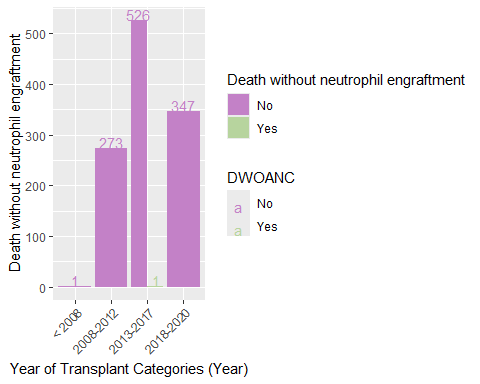 Death without neutrophil engraftment
500
400
300
200
100
0
1
273
526
1
347
< 2008
2008-2012
2013-2017
2018-2020
Year of Transplant Categories (Year)
Death without neutrophil engraftment
No
Yes
DWOANC
a No
a Yes